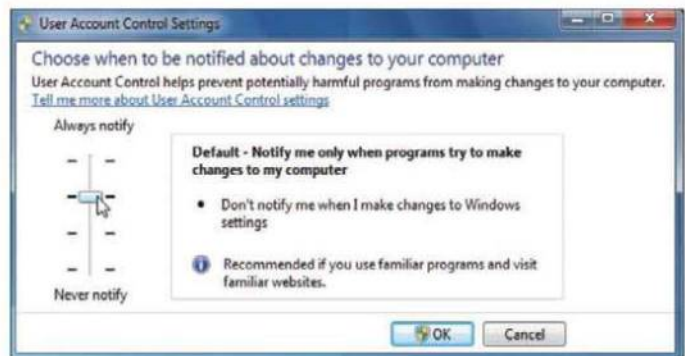 User Account Control Settings
Choose when to be notified about changes to your computer
User Account Control helps prevent potentially harmful programs from making changes to your computer.
Tell me more about User Account Control settings
Always notify
Default - Notify me only when programs try to make
changes to my computer
• Don't notify me when I make changes to Windows
settings
Recommended if you use familiar programs and visit
familiar websites.
Never notify
OK
Cancel